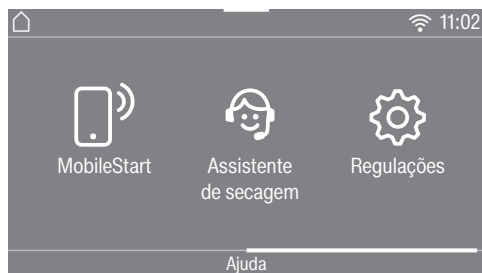 11:02
MobileStart
Assistente
de secagem
Regulações
Ajuda